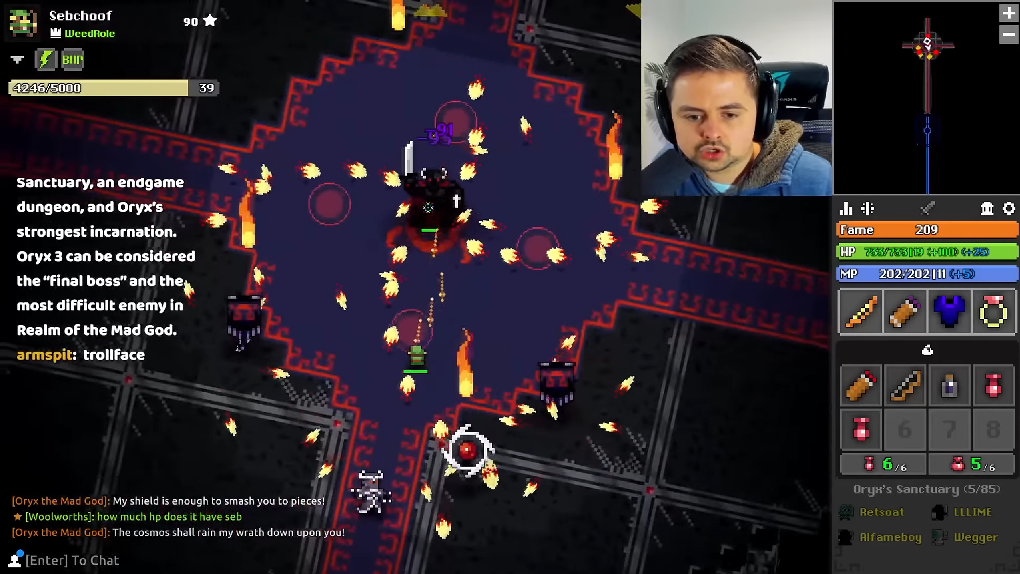 Sebchoof
WeedRole
90
4246/5000
39
Sanctuary, an endgame
dungeon, and Oryx's
strongest incarnation.
Oryx 3 can be considered
the "final boss" and the
most difficult enemy in
Realm of the Mad God.
armspit: trollface
[Oryx the Mad God]: My shield is enough to smash you to pieces!
[Woolworths]: how much hp does it have seb
[Oryx the Mad God]: The cosmos shall rain my wrath down upon you!
[Enter] To Chat
Fame 209
HP
MP 202/202|11 (+5)
6 7 8
6/6 5/6
Oryx's Sanctuary (5/85)
Retsoat LLLIME
Alfameboy Wegger